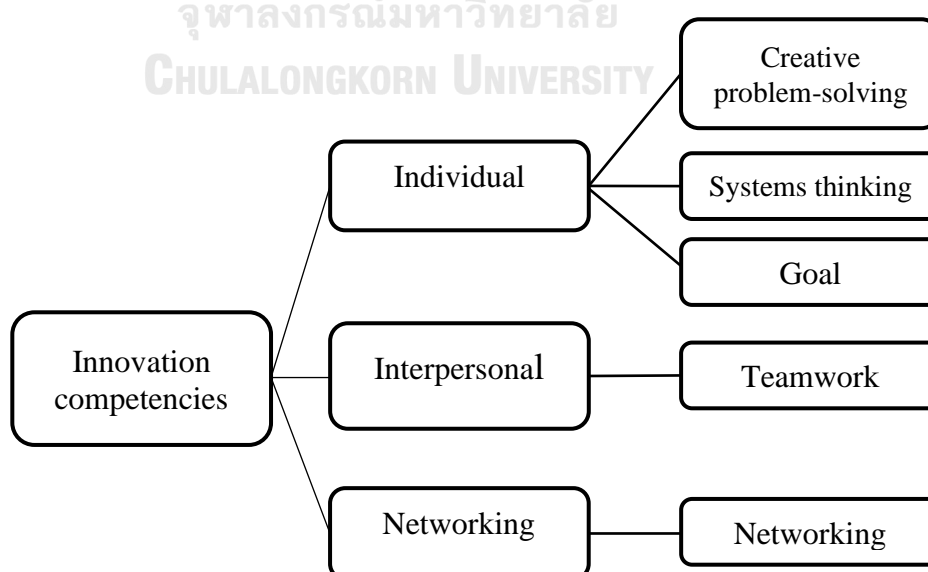 จุฬาลงกรณ์มหาวิทยาลัย
CHULALONGKORN UNIVERSITY
Creative
problem-solving
Individual
Systems thinking
Goal
Innovation
competencies
Interpersonal
Teamwork
Networking
Networking